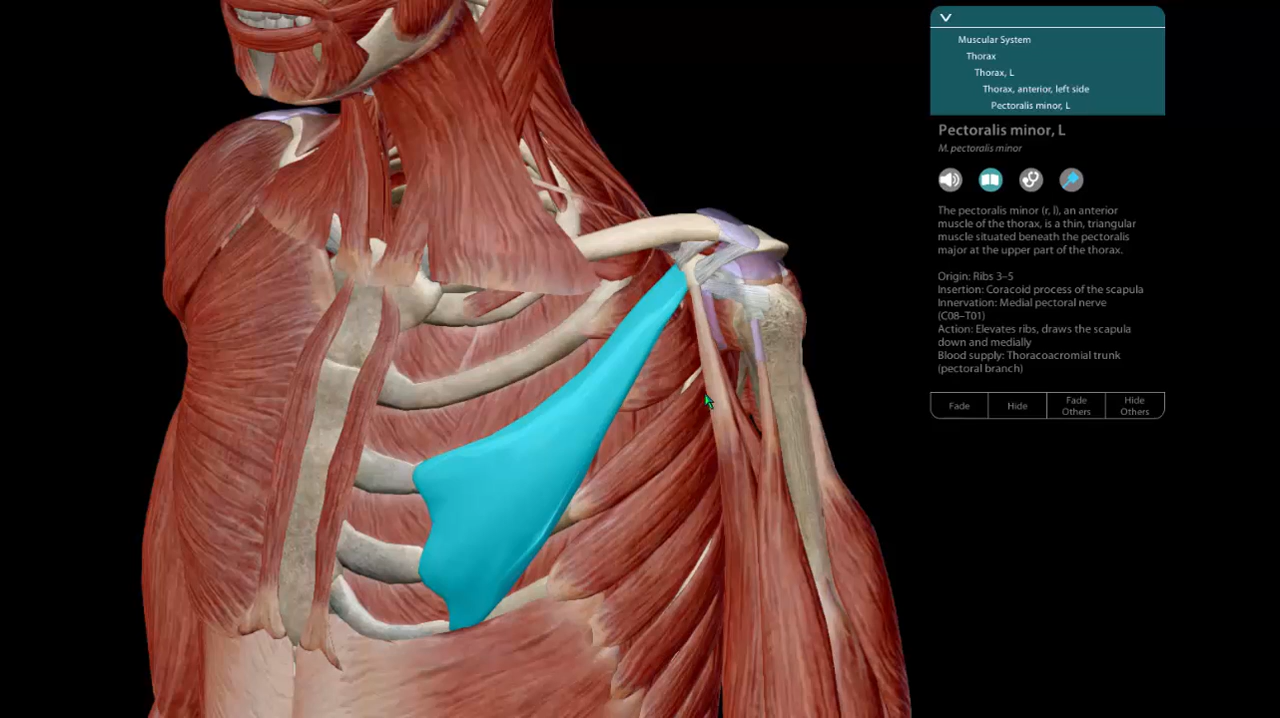 Muscular System
Thorax
Thorax, L
Thorax, anterior, left side
Pectoralis minor, L
Pectoralis minor, L
M. pectoralis minor
The pectoralis minor (r, l), an anterior
muscle of the thorax, is a thin, triangular
muscle situated beneath the pectoralis
major at the upper part of the thorax.
Origin: Ribs 3–5
Insertion: Coracoid process of the scapula
Innervation: Medial pectoral nerve
(C08–T01)
Action: Elevates ribs, draws the scapula
down and medially
Blood supply: Thoracoacromial trunk
(pectoral branch)
Fade
Hide
Fade
Others
Hide
Others